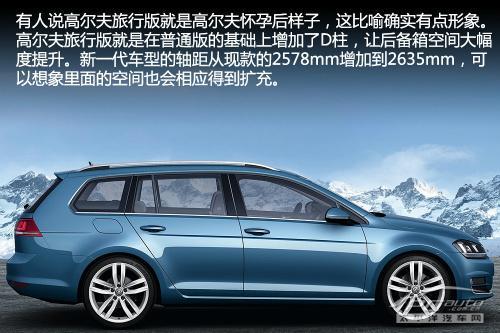 有人说高尔夫旅行版就是高尔夫怀孕后样子，这比喻确实有点形象。
高尔夫旅行版就是在普通版的基础上增加了D柱，让后备箱空间大幅
度提升。新一代车型的轴距从现款的2578mm增加到2635mm，可
以想象里面的空间也会相应得到扩充。